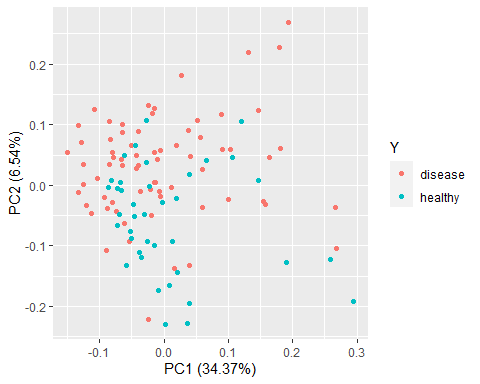 0.2
0.1
0.0
-0.1
-0.2
PC2 (6.54%)
-0.1
0.0
0.1
0.2
0.3
PC1 (34.37%)
Y
disease
healthy